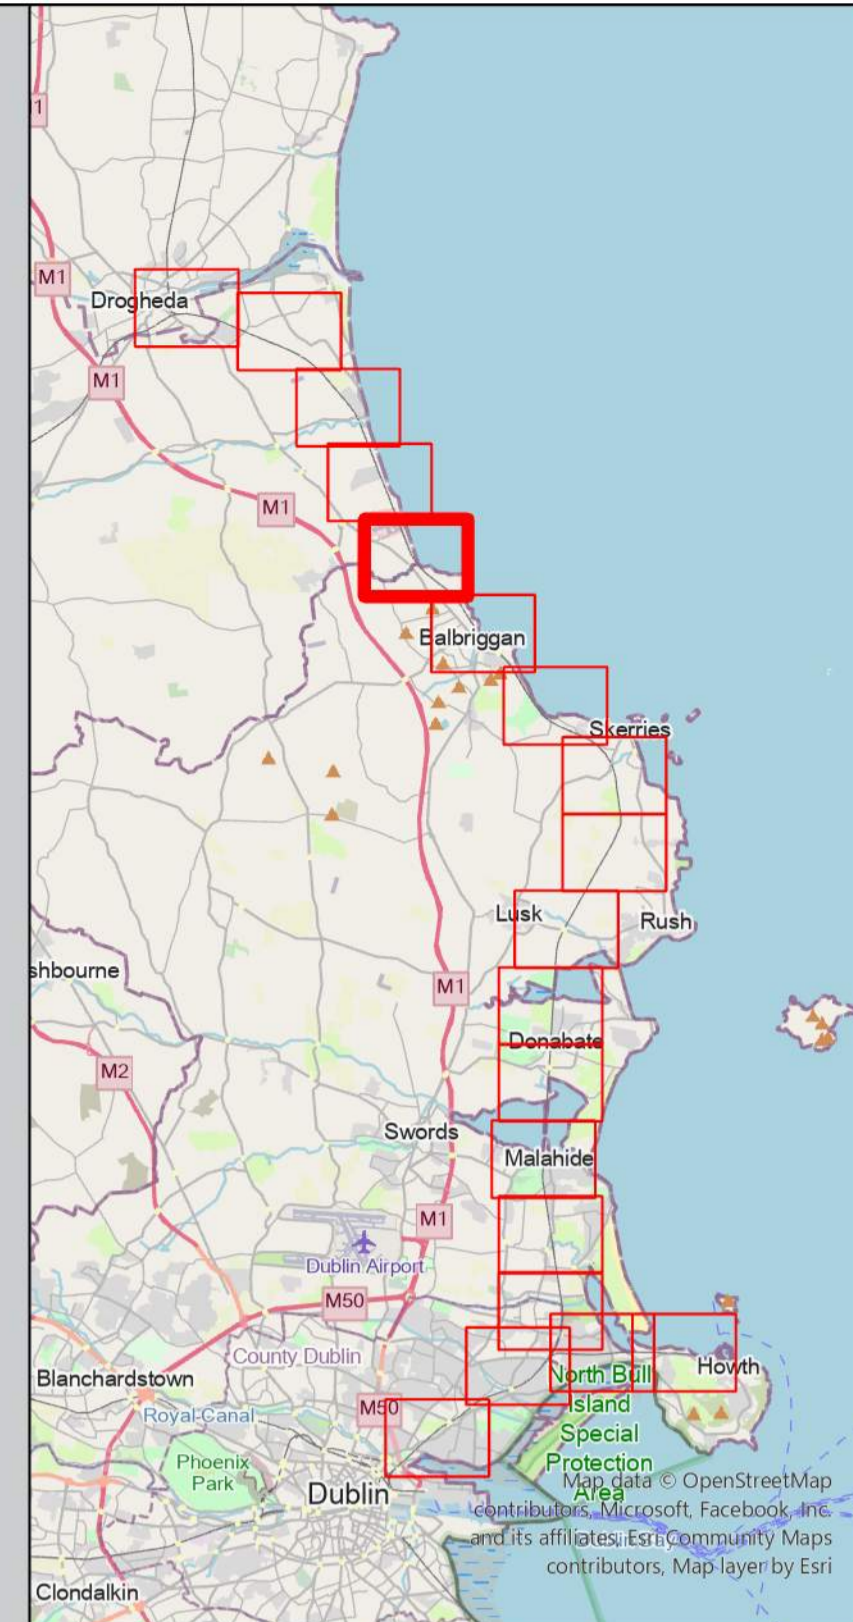 1
M1
Drogheda
M1
M1
Balbriggan
Skerries
Lusk
Rush
shbourne
M1
Donabate
M2
Swords
Malahide
M1
Dublin Airport
M50
County Dublin
Howth
Blanchardstown
North Bull
Island
Special
Protection
Area
Royal Canal
M50
Phoenix
Park
Dublin
Map data © OpenStreetMap
contributors, Microsoft, Facebook, Inc.
and its affiliates, Esri Community Maps
contributors, Map layer by Esri
Clondalkin